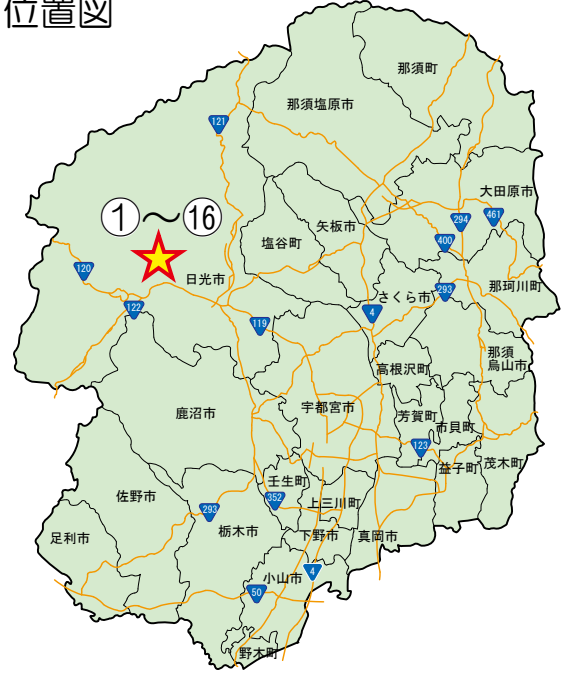 位置図
那須町
那須塩原市
121
大田原市
①～⑯
294
461
矢板市
塩谷町
400
120
日光市
那珂川町
さくら市
293
122
4
119
那須
烏山市
高根沢町
鹿沼市
宇都宮市
芳賀町
市貝町
123
益子町
茂木町
壬生町
佐野市
352
上三川町
293
栃木市
下野市
真岡市
足利市
小山市
4
50
野木町